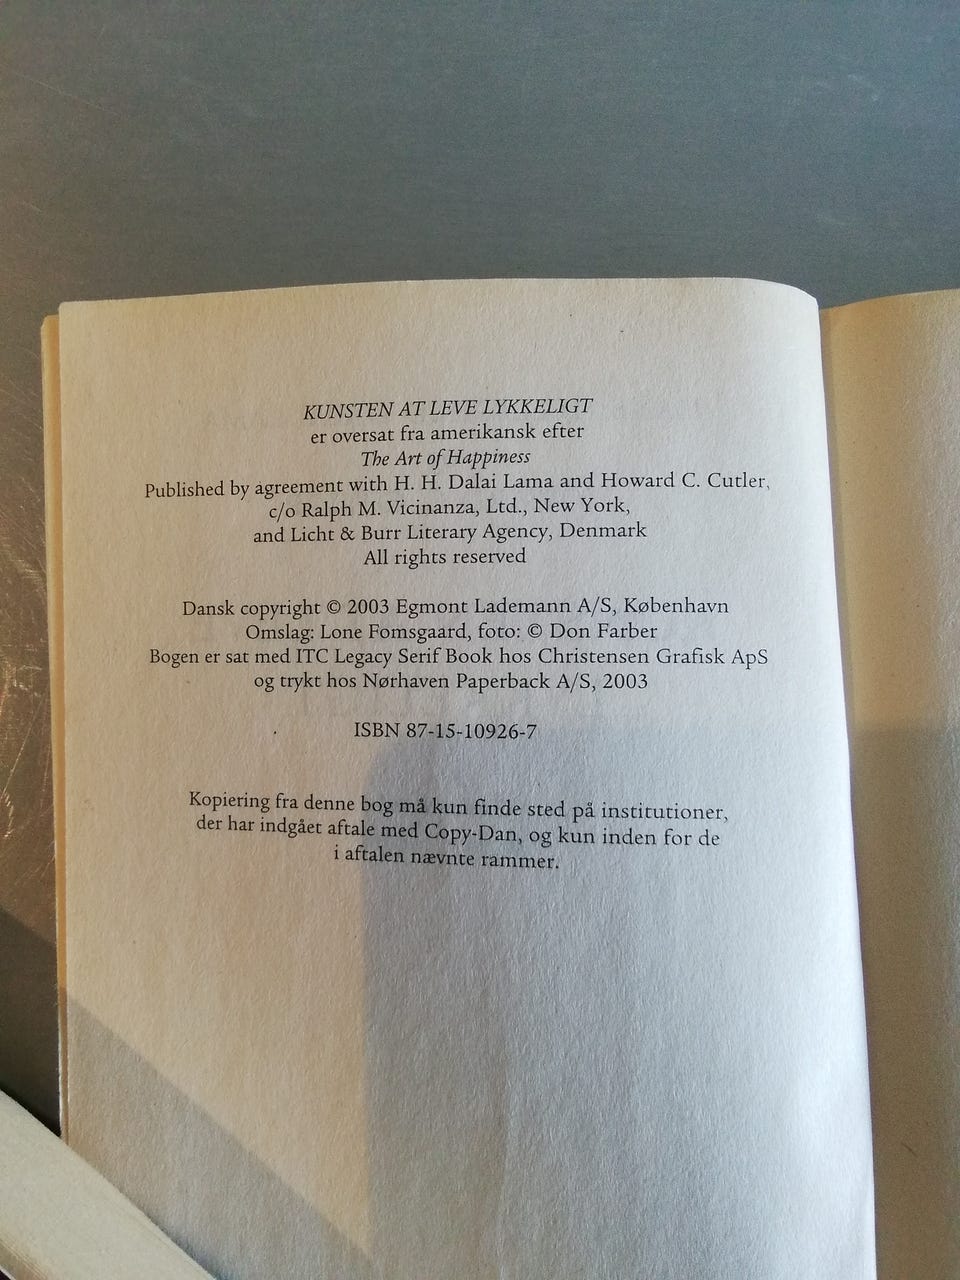 KUNSTEN AT LEVE LYKKELIGT
er oversat fra amerikansk efter
The Art of Happiness
Published by agreement with H. H. Dalai Lama and Howard C. Cutler,
c/o Ralph M. Vicinanza, Ltd., New York,
and Licht & Burr Literary Agency, Denmark
All rights reserved
Dansk copyright © 2003 Egmont Lademann A/S, København
Omslag: Lone Fomsgaard, foto: © Don Farber
Bogen er sat med ITC Legacy Serif Book hos Christensen Grafisk ApS
og trykt hos Nørhaven Paperback A/S, 2003
ISBN 87-15-10926-7
Kopiering fra denne bog må kun finde sted på institutioner,
der har indgået aftale med Copy-Dan, og kun inden for de
i aftalen nævnte rammer.